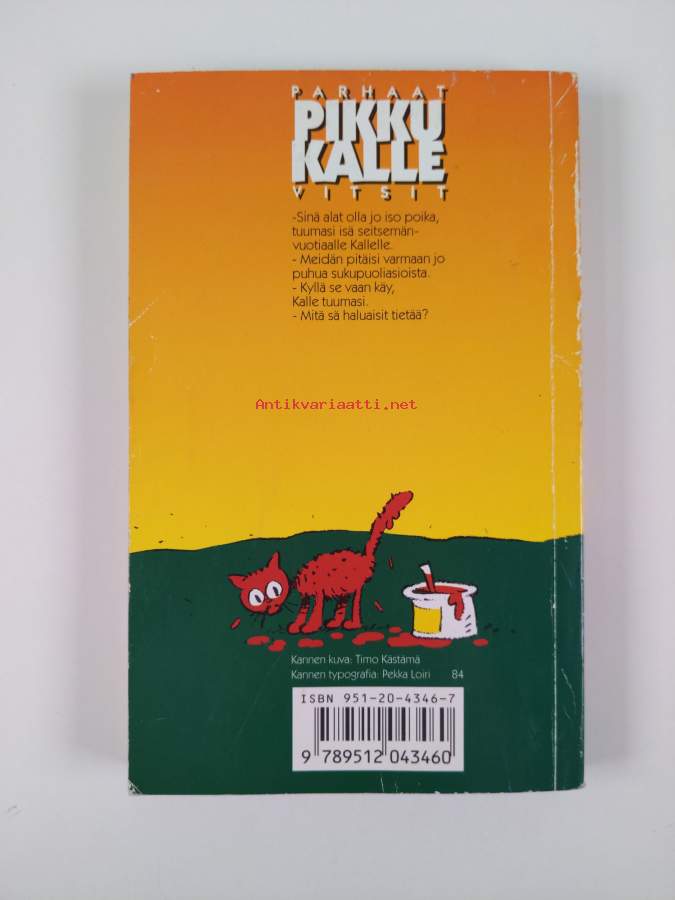 PARHAAT
PIKKU
KALLE
VITSIT
-Sinä alat olla jo iso poika,
tuumasi isä seitsemän-
vuotiaalle Kallelle.
- Meidän pitäisi varmaan jo
puhua sukupuoliasioista.
- Kyllä se vaan käy,
Kalle tuumasi.
- Mitä sä haluaisit tietää?
Antikvariaatti.net
Kannen kuva: Timo Kästämä
Kannen typografia: Pekka Loiri 84
ISBN 951-20-4346-7
9 789512 043460